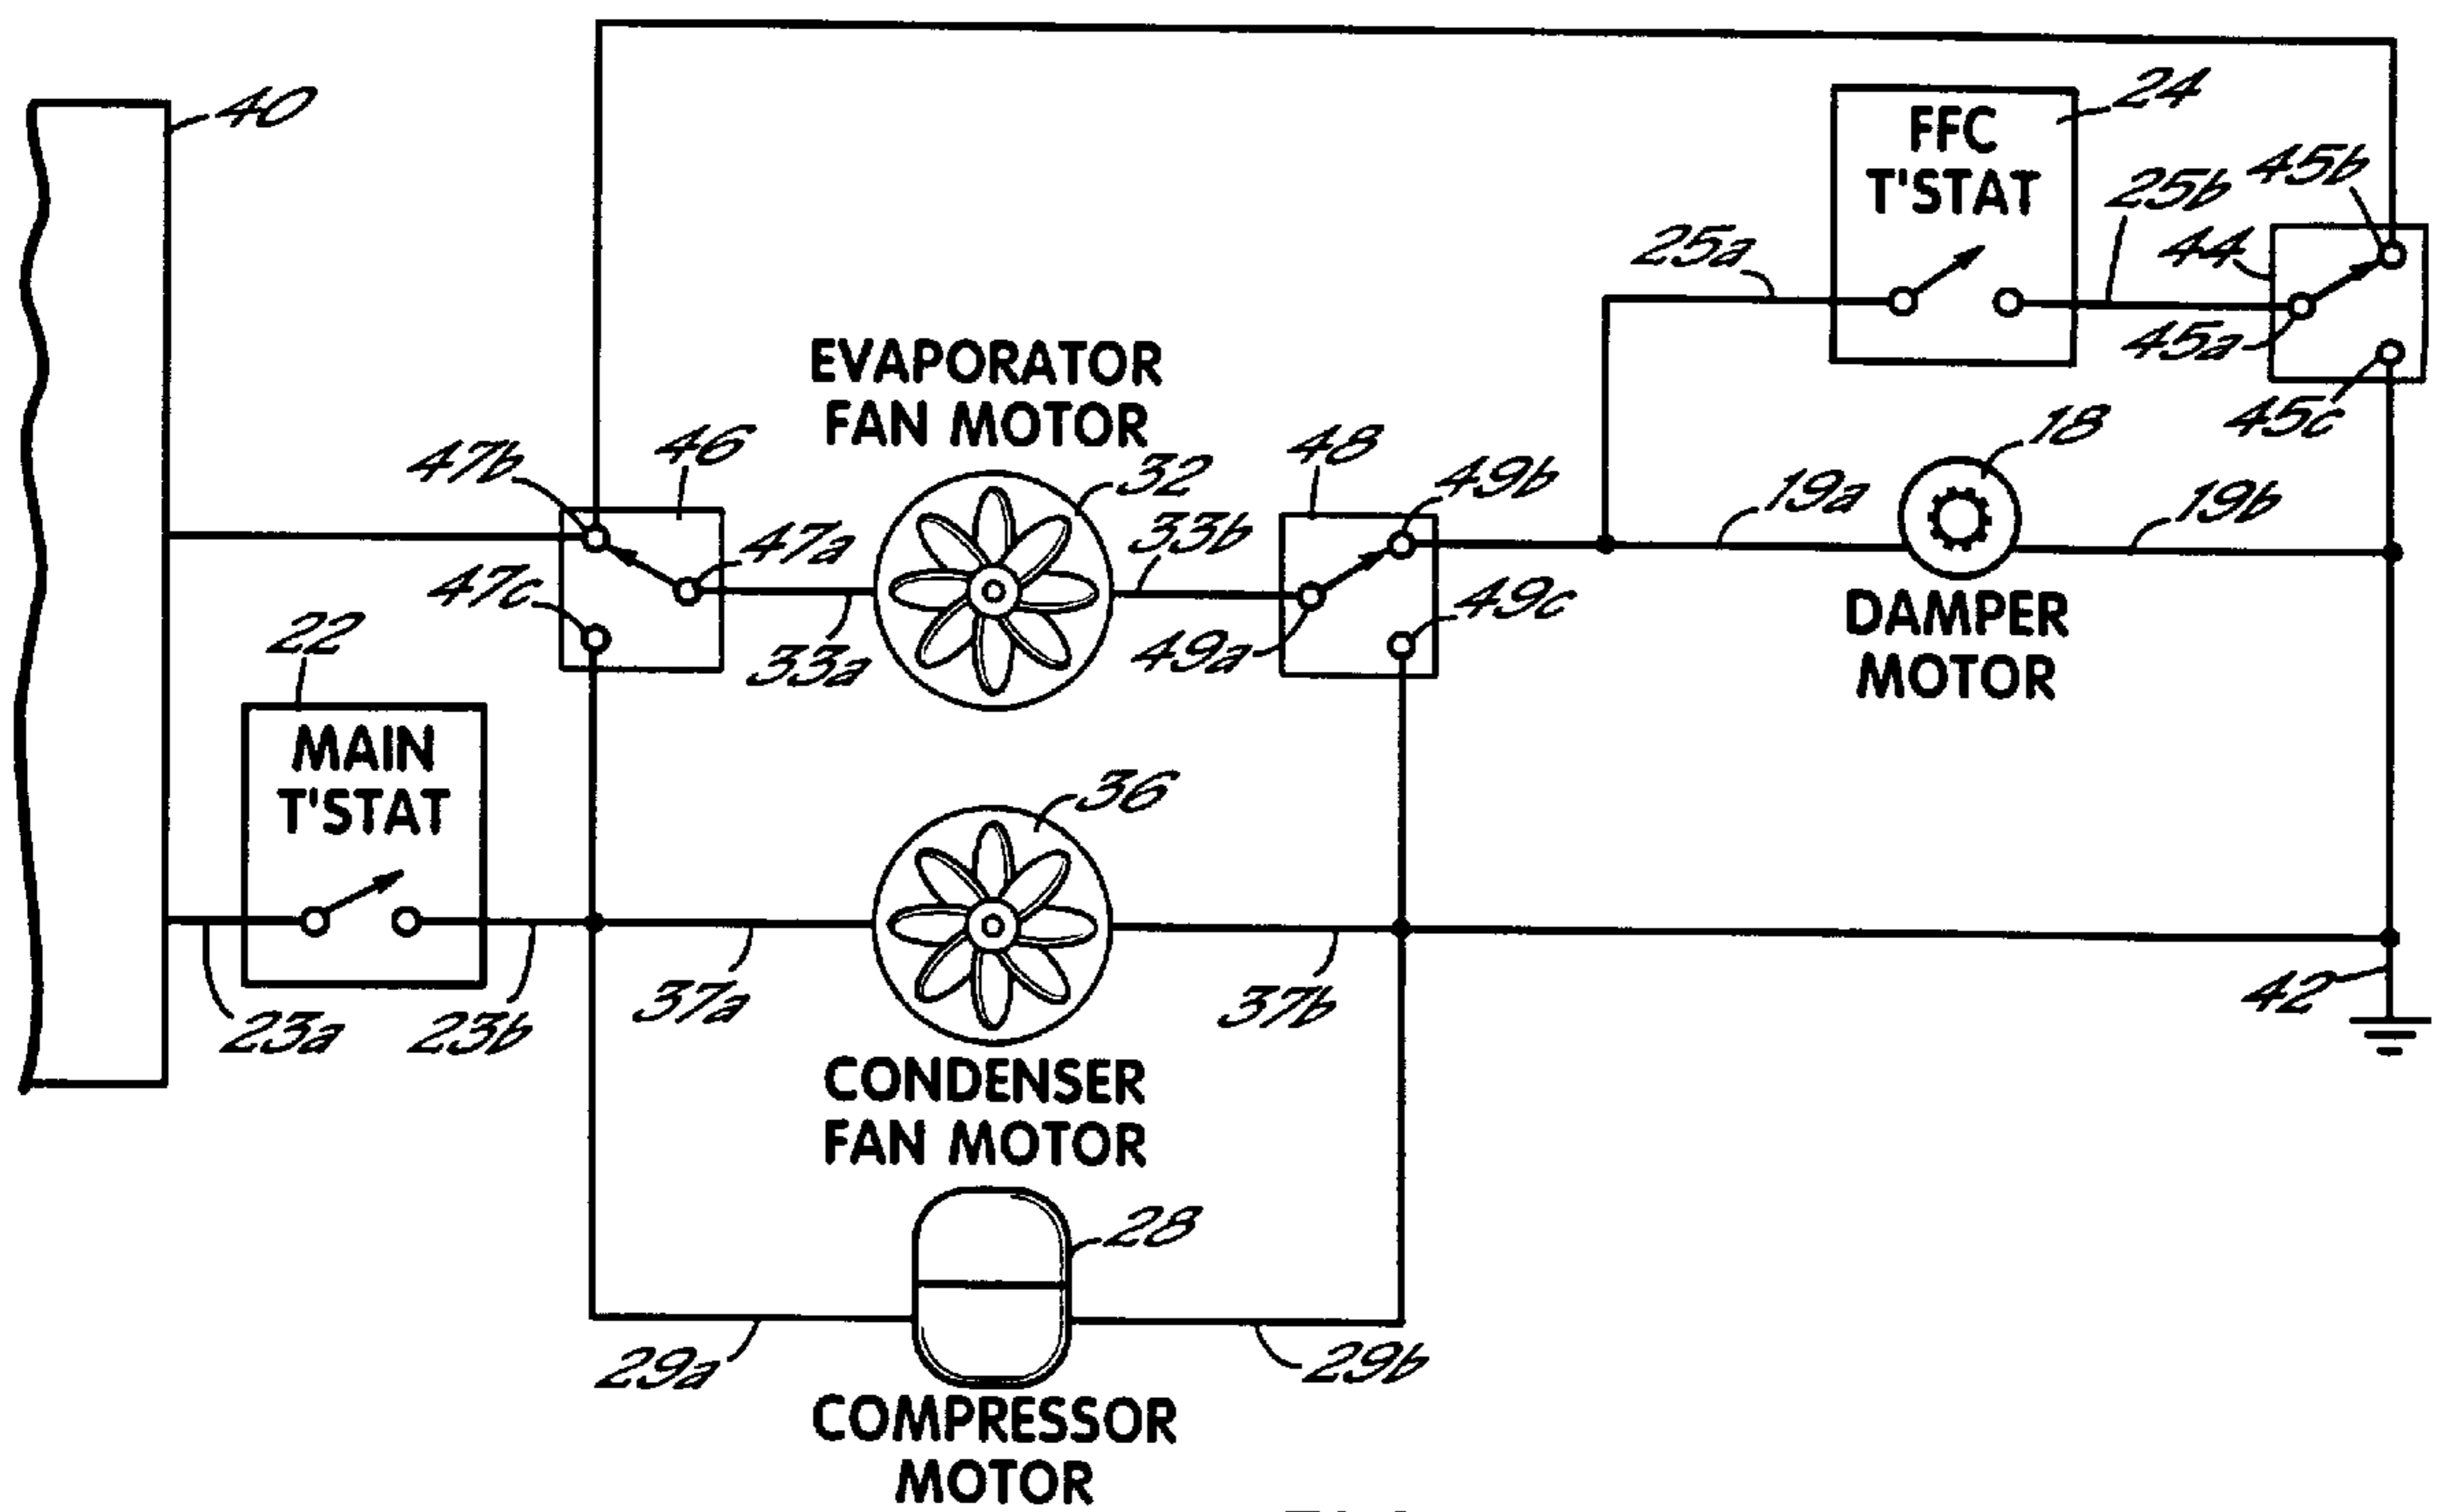 40
24
FFC
T'STAT
45b
25b
25a
44
45a
45c
EVAPORATOR
FAN MOTOR
47b
46
32
48
49b
18
19a
19b
47a
33b
47c
49c
33a
49a
22
DAMPER
MOTOR
MAIN
T'STAT
36
37a
37b
42
23a
23b
CONDENSER
FAN MOTOR
28
29a
29b
COMPRESSOR
MOTOR